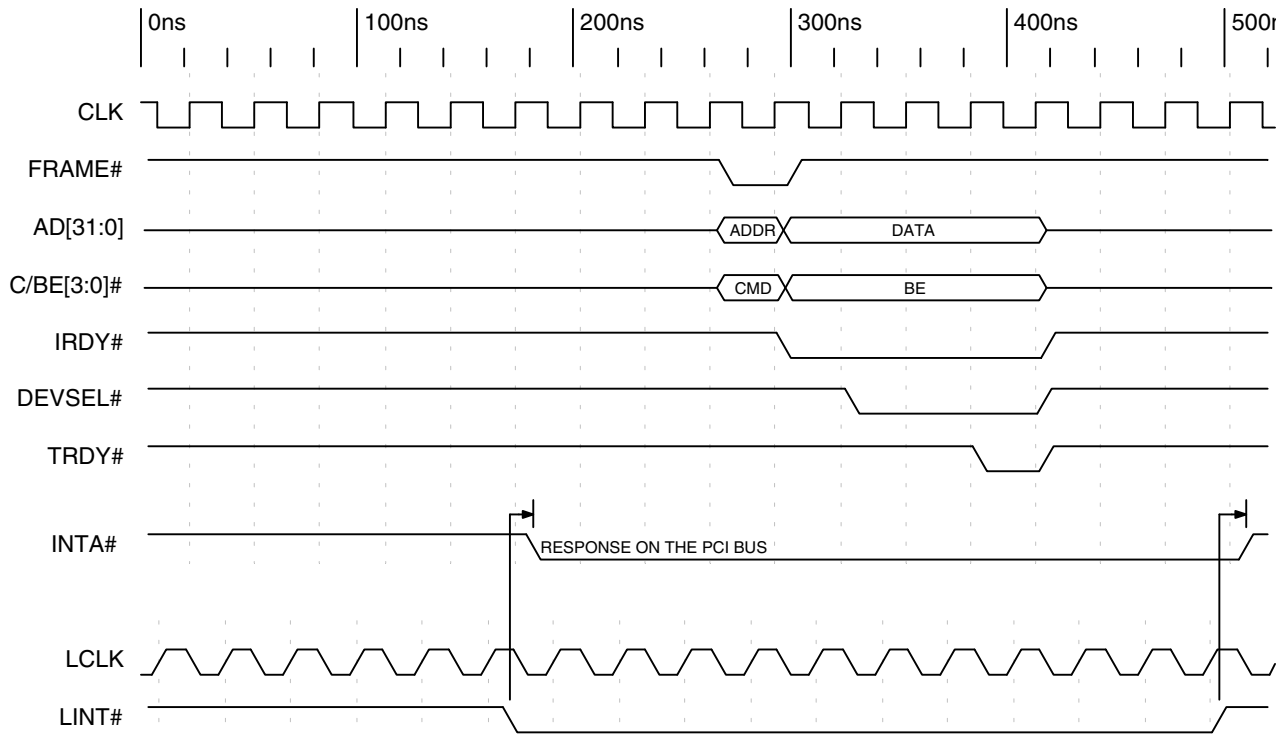 0ns 100ns 200ns 300ns 400ns 500n
CLK
FRAME#
AD[31:0] ADDR DATA
C/BE[3:0]# CMD BE
IRDY#
DEVSEL#
TRDY#
INTA# RESPONSE ON THE PCI BUS
LCLK
LINT#